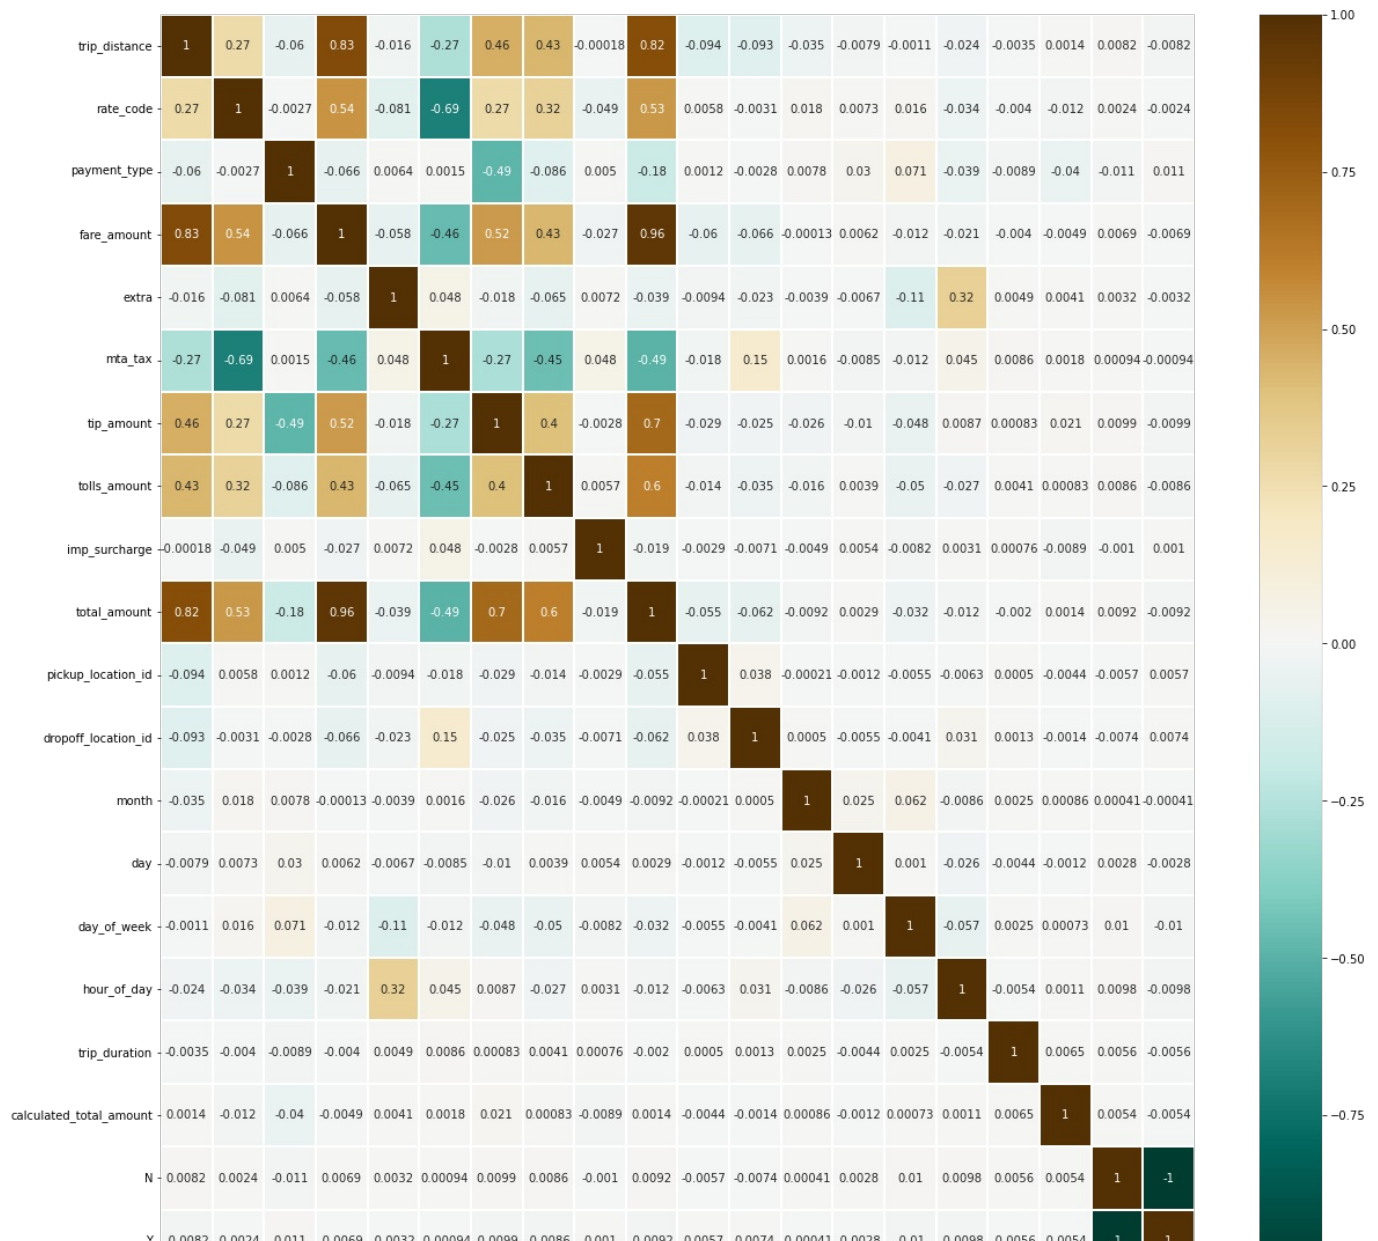 trip_distance 1 0.27 -0.06 0.83 -0.016 -0.27 0.46 0.43 -0.00018 0.82 -0.094 -0.093 -0.035 -0.0079 -0.0011 -0.024 -0.0035 0.0014 0.0082 -0.0082 1.00
rate_code 0.27 1 -0.0027 0.54 -0.081 -0.69 0.27 0.32 -0.049 0.53 0.0058 -0.0031 0.018 0.0073 0.016 -0.034 -0.004 -0.012 0.0024 -0.0024
payment_type -0.06 -0.0027 1 -0.066 0.0064 0.0015 -0.49 -0.086 0.005 -0.18 0.0012 -0.0028 0.0078 0.03 0.071 -0.039 -0.0089 -0.04 -0.011 0.011 0.75
fare_amount 0.83 0.54 -0.066 1 -0.058 -0.46 0.52 0.43 -0.027 0.96 -0.06 -0.066 -0.00013 0.0062 -0.012 -0.021 -0.004 -0.0049 0.0069 -0.0069
extra -0.016 -0.081 0.0064 -0.058 1 0.048 -0.018 -0.065 0.0072 -0.039 -0.0094 -0.023 -0.0039 -0.0067 -0.11 0.32 0.0049 0.0041 0.0032 -0.0032 0.50
mta_tax -0.27 -0.69 0.0015 -0.46 0.048 1 -0.27 -0.45 0.048 -0.49 -0.018 0.15 0.0016 -0.0085 -0.012 0.045 0.0086 0.0018 0.00094 -0.00094
tip_amount 0.46 0.27 -0.49 0.52 -0.018 -0.27 1 0.4 -0.0028 0.7 -0.029 -0.025 -0.026 -0.01 -0.048 0.0087 0.00083 0.021 0.0099 -0.0099
tolls_amount 0.43 0.32 -0.086 0.43 -0.065 -0.45 0.4 1 0.0057 0.6 -0.014 -0.035 -0.016 0.0039 -0.05 -0.027 0.0041 0.00083 0.0086 -0.0086 0.25
imp_surcharge -0.00018 -0.049 0.005 -0.027 0.0072 0.048 -0.0028 0.0057 1 -0.019 -0.0029 -0.0071 -0.0049 0.0054 -0.0082 0.0031 0.00076 -0.0089 -0.001 0.001
total_amount 0.82 0.53 -0.18 0.96 -0.039 -0.49 0.7 0.6 -0.019 1 -0.055 -0.062 -0.0092 0.0029 -0.032 -0.012 -0.002 0.0014 0.0092 -0.0092 0.00
pickup_location_id -0.094 0.0058 0.0012 -0.06 -0.0094 -0.018 -0.029 -0.014 -0.0029 -0.055 1 0.038 -0.00021 -0.0012 -0.0055 -0.0063 0.0005 -0.0044 -0.0057 0.0057
dropoff_location_id -0.093 -0.0031 -0.0028 -0.066 -0.023 0.15 -0.025 -0.035 -0.0071 -0.062 0.038 1 0.0005 -0.0055 -0.0041 0.031 0.0013 -0.0014 -0.0074 0.0074
month -0.035 0.018 0.0078 -0.00013 -0.0039 0.0016 -0.026 -0.016 -0.0049 -0.0092 -0.00021 0.0005 1 0.025 0.062 -0.0086 0.0025 0.00086 0.00041 -0.00041 -0.25
day -0.0079 0.0073 0.03 0.0062 -0.0067 -0.0085 -0.01 0.0039 0.0054 0.0029 -0.0012 -0.0055 0.025 1 0.001 -0.026 -0.0044 -0.0012 0.0028 -0.0028
day_of_week -0.0011 0.016 0.071 -0.012 -0.11 -0.012 -0.048 -0.05 -0.0082 -0.032 -0.0055 -0.0041 0.062 0.001 1 -0.057 0.0025 0.00073 0.01 -0.01 -0.50
hour_of_day -0.024 -0.034 -0.039 -0.021 0.32 0.045 0.0087 -0.027 0.0031 -0.012 -0.0063 0.031 -0.0086 -0.026 -0.057 1 -0.0054 0.0011 0.0098 -0.0098
trip_duration -0.0035 -0.004 -0.0089 -0.004 0.0049 0.0086 0.00083 0.0041 0.00076 -0.002 0.0005 0.0013 0.0025 -0.0044 0.0025 -0.0054 1 0.0065 0.0056 -0.0056
calculated_total_amount 0.0014 -0.012 -0.04 -0.0049 0.0041 0.0018 0.021 0.00083 -0.0089 0.0014 -0.0044 -0.0014 0.00086 -0.0012 0.00073 0.0011 0.0065 1 0.0054 -0.0054 -0.75
N 0.0082 0.0024 -0.011 0.0069 0.0032 0.00094 0.0099 0.0086 -0.001 0.0092 -0.0057 -0.0074 0.00041 0.0028 0.01 0.0098 0.0056 0.0054 1 -1